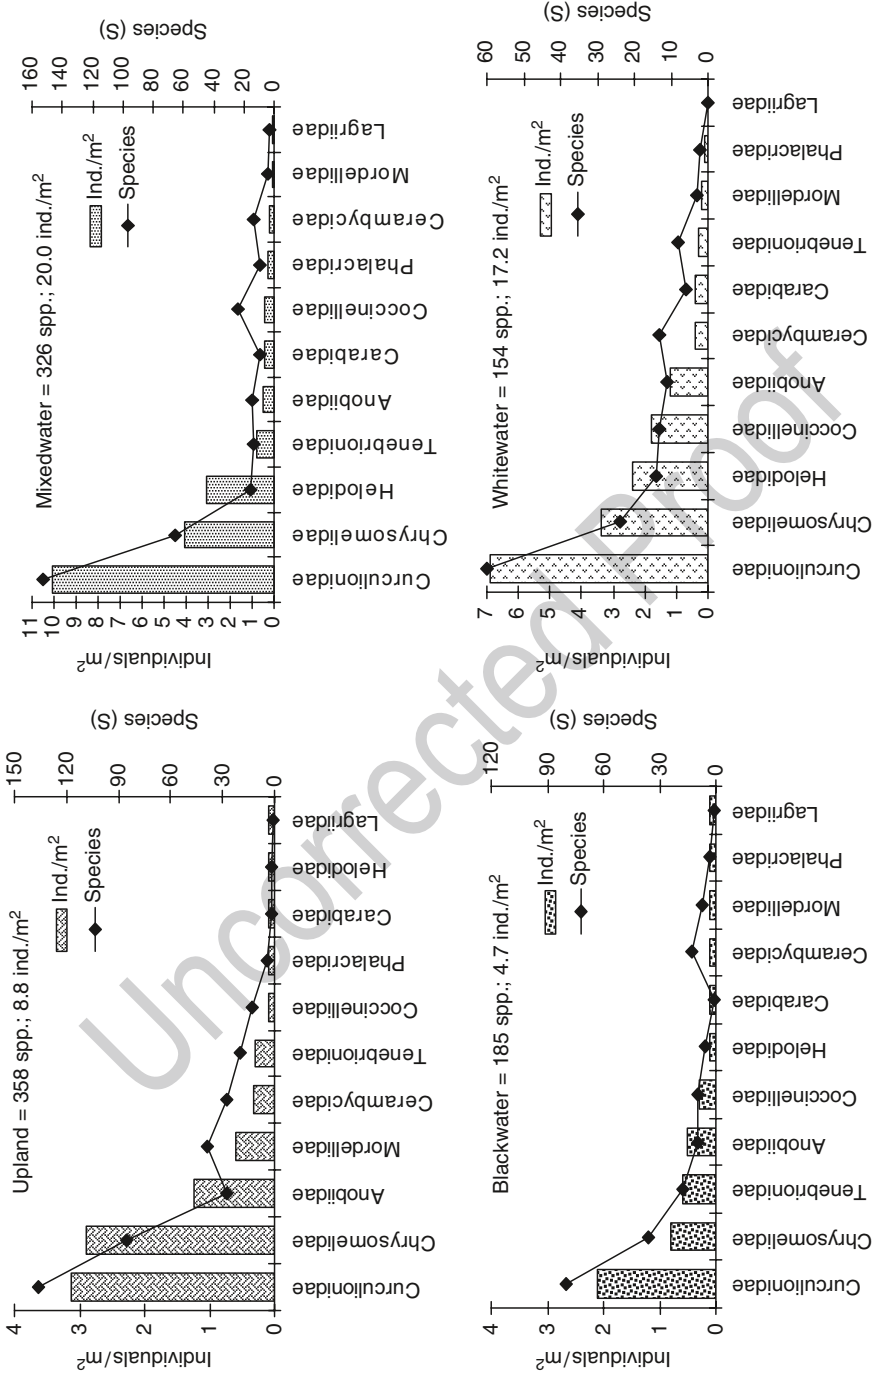 Upland = 358 spp.; 8.8 ind./m²
Ind./m²
Species
Individuals/m²
4
3
2
1
0
Species (S)
150
120
90
60
30
0
Curculionidae
Chrysomelidae
Anobiidae
Mordellidae
Cerambycidae
Tenebrionidae
Coccinellidae
Phalacridae
Carabidae
Helodidae
Lagriidae
Mixedwater = 326 spp.; 20.0 ind./m²
Ind./m²
Species
Individuals/m²
11
10
9
8
7
6
5
4
3
2
1
0
Species (S)
160
140
120
100
80
60
40
20
0
Curculionidae
Chrysomelidae
Helodidae
Tenebrionidae
Anobiidae
Carabidae
Coccinellidae
Phalacridae
Cerambycidae
Mordellidae
Lagriidae
Blackwater = 185 spp.; 4.7 ind./m²
Ind./m²
Species
Individuals/m²
4
3
2
1
0
Species (S)
120
90
60
30
0
Curculionidae
Chrysomelidae
Tenebrionidae
Anobiidae
Coccinellidae
Helodidae
Carabidae
Cerambycidae
Mordellidae
Phalacridae
Lagriidae
Whitewater = 154 spp.; 17.2 ind./m²
Ind./m²
Species
Individuals/m²
7
6
5
4
3
2
1
0
Species (S)
60
50
40
30
20
10
0
Curculionidae
Chrysomelidae
Helodidae
Coccinellidae
Anobiidae
Cerambycidae
Carabidae
Tenebrionidae
Mordellidae
Phalacridae
Lagriidae
Uncorrected Proof